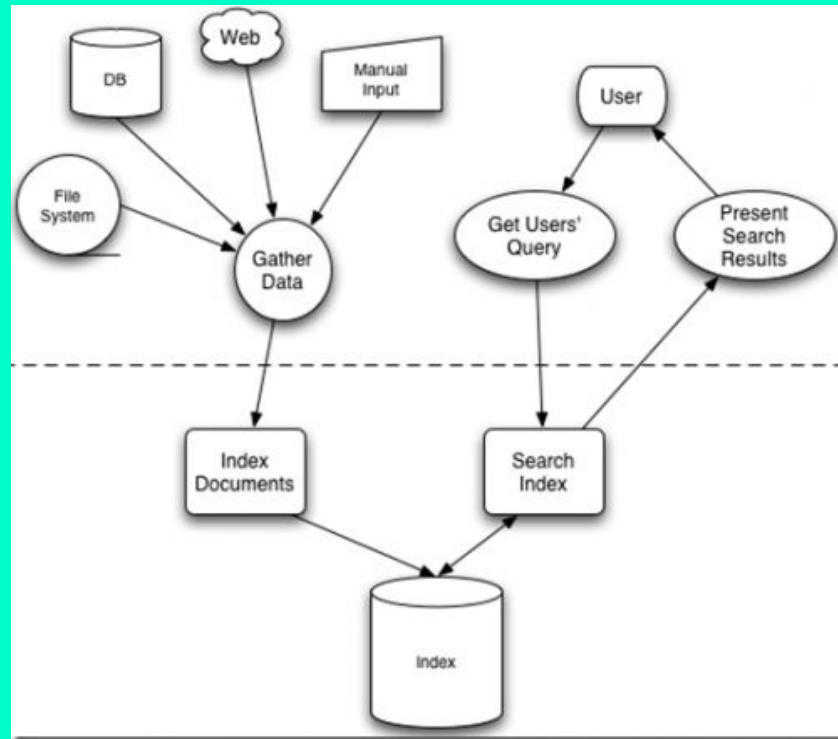 Web
DB
Manual
Input
User
File
System
Gather
Data
Get Users'
Query
Present
Search
Results
Index
Documents
Search
Index
Index